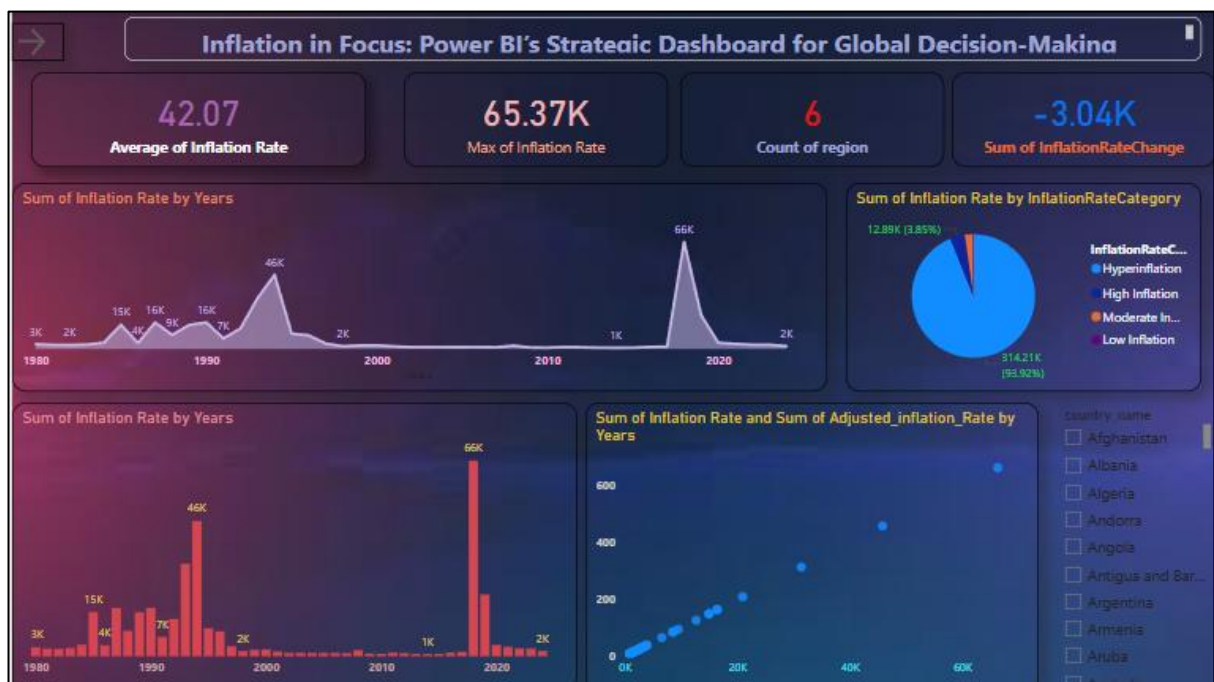 Inflation in Focus: Power BI's Strategic Dashboard for Global Decision-Making
42.07
Average of Inflation Rate
65.37K
Max of Inflation Rate
6
Count of region
-3.04K
Sum of InflationRateChange
Sum of Inflation Rate by Years
3K 2K 15K 4K 16K 9K 16K 7K 46K 2K 1K 66K 2K
1980 1990 2000 2010 2020
Sum of Inflation Rate by InflationRateCategory
12.89K (3.85%)
314.21K
(93.92%)
InflationRateC...
Hyperinflation
High Inflation
Moderate In...
Low Inflation
Sum of Inflation Rate by Years
3K 15K 4K 7K 46K 2K 1K 66K 2K
1980 1990 2000 2010 2020
Sum of Inflation Rate and Sum of Adjusted_inflation_Rate by
Years
600
400
200
0
0K 20K 40K 60K
country_name
Afghanistan
Albania
Algeria
Andorra
Angola
Antigua and Bar...
Argentina
Armenia
Aruba